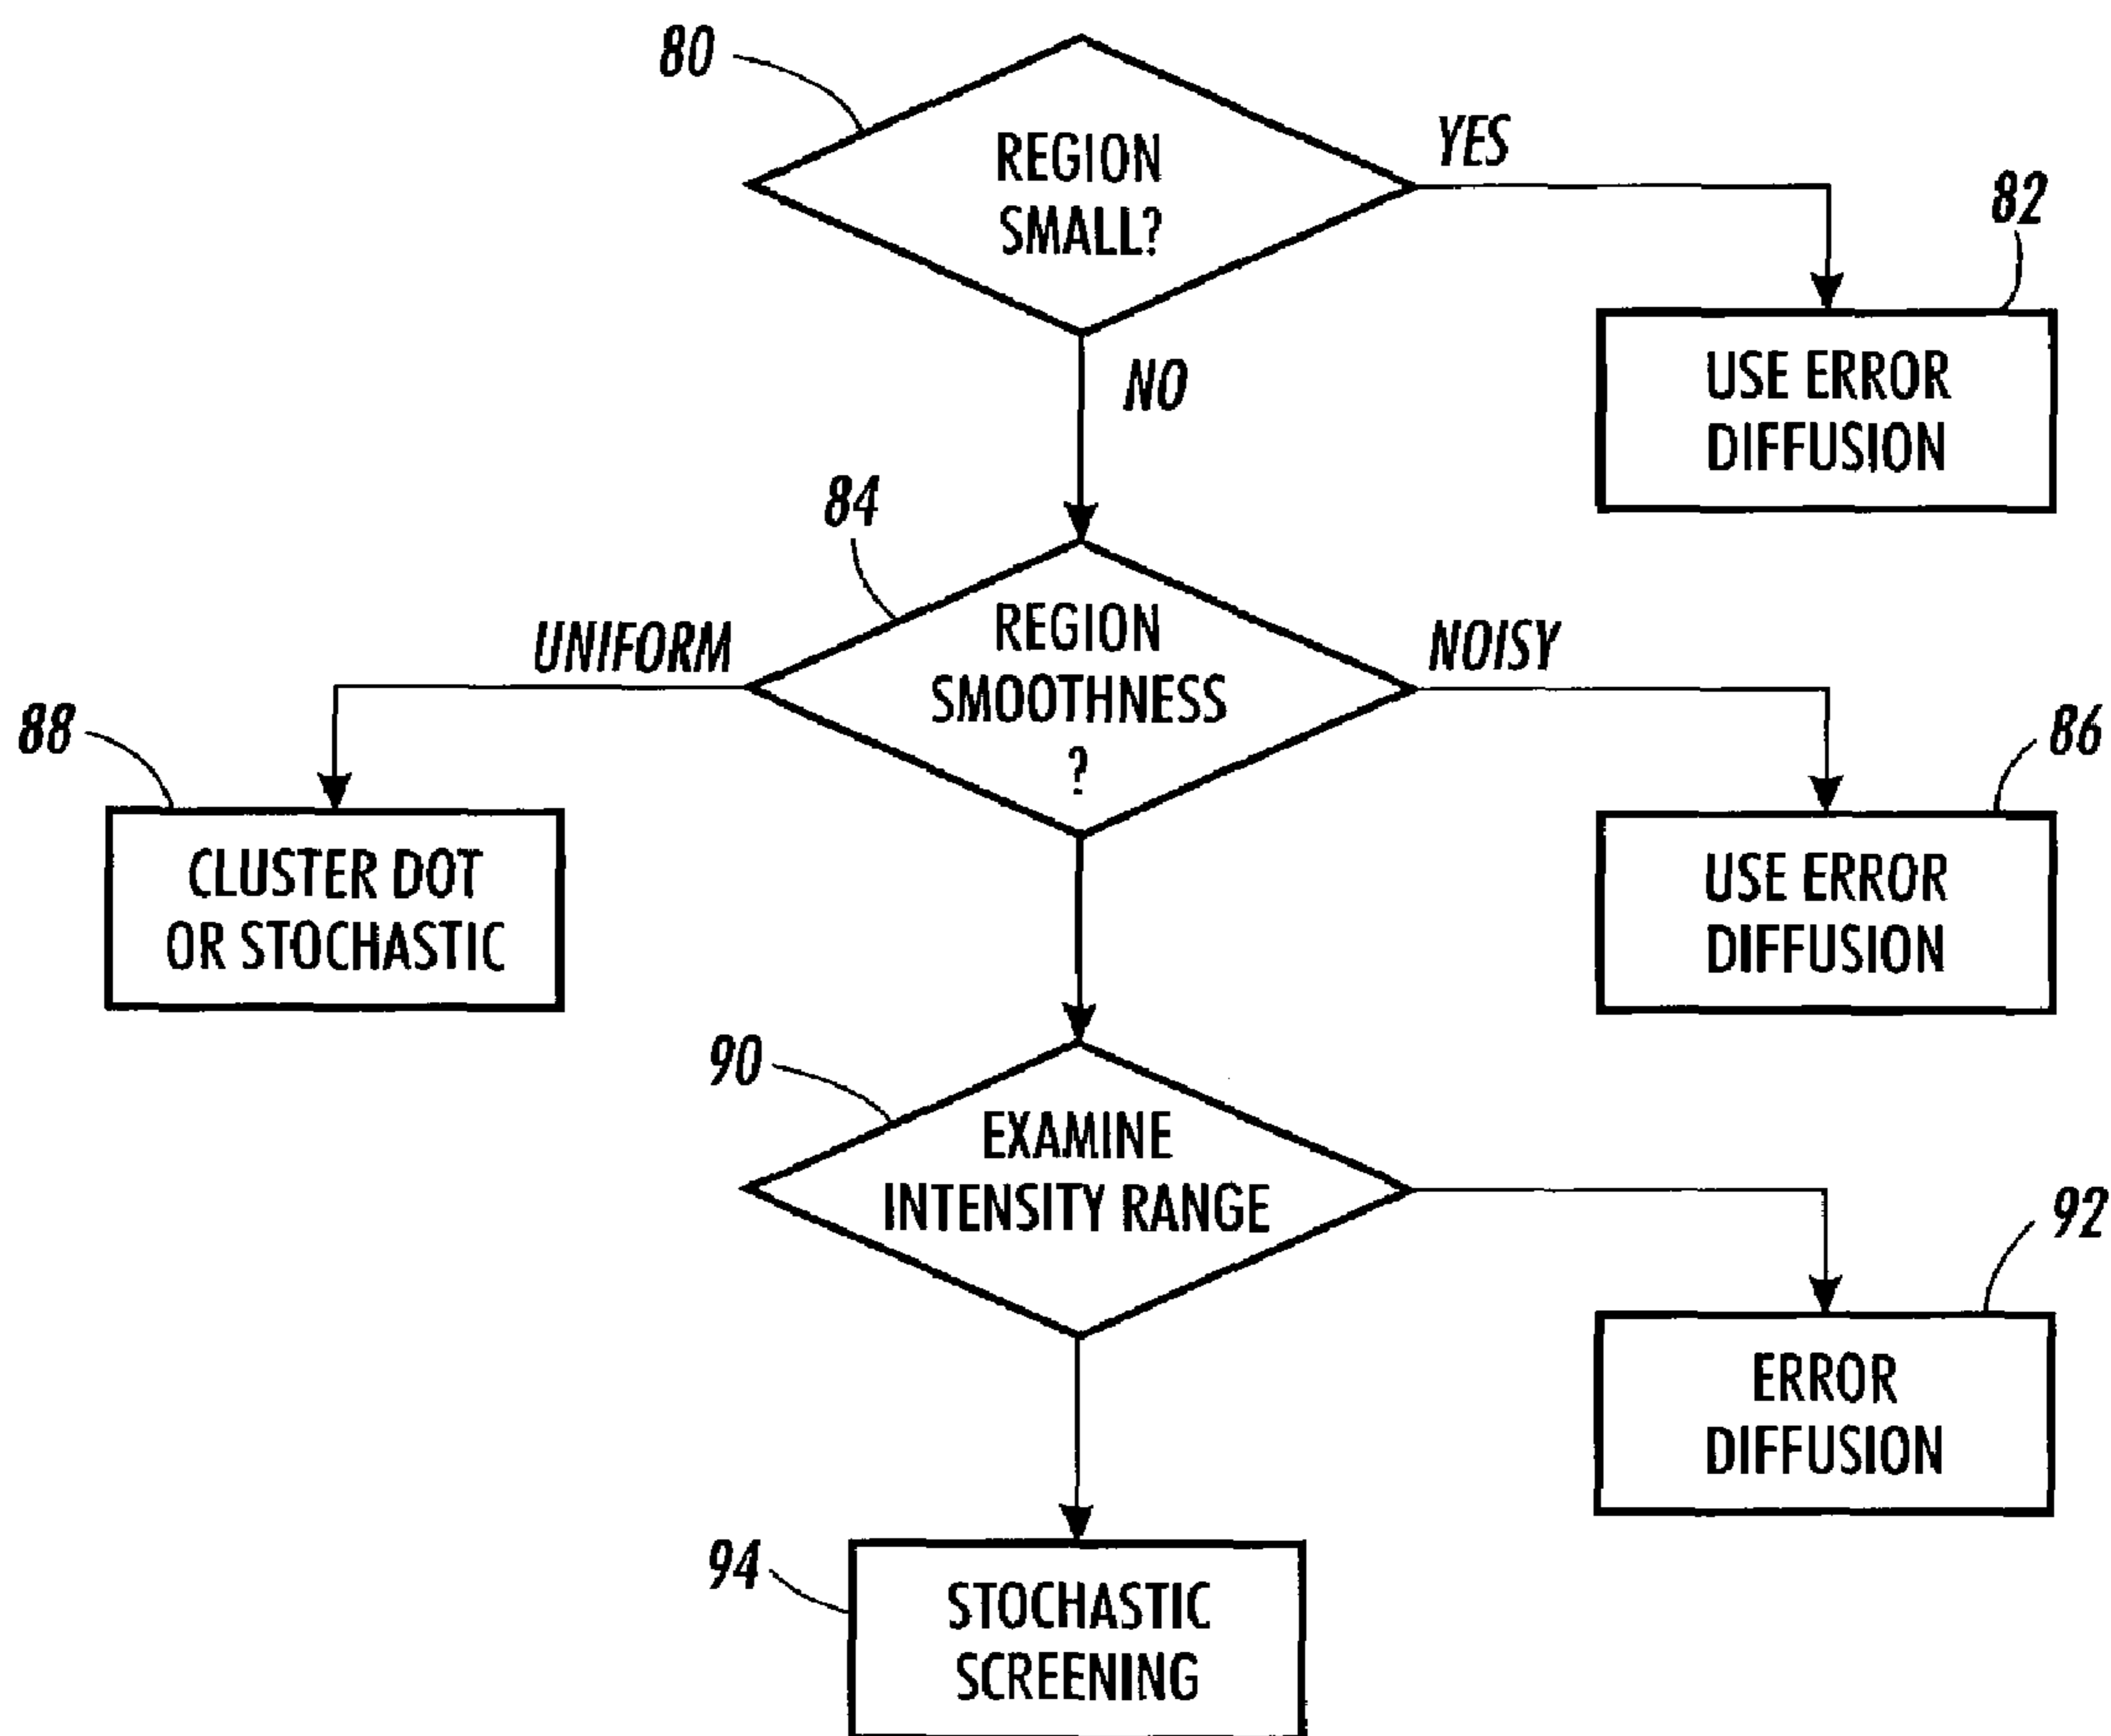 80
REGION
SMALL?
YES
82
USE ERROR
DIFFUSION
NO
84
REGION
SMOOTHNESS
?
UNIFORM
NOISY
88
CLUSTER DOT
OR STOCHASTIC
86
USE ERROR
DIFFUSION
90
EXAMINE
INTENSITY RANGE
92
ERROR
DIFFUSION
94
STOCHASTIC
SCREENING